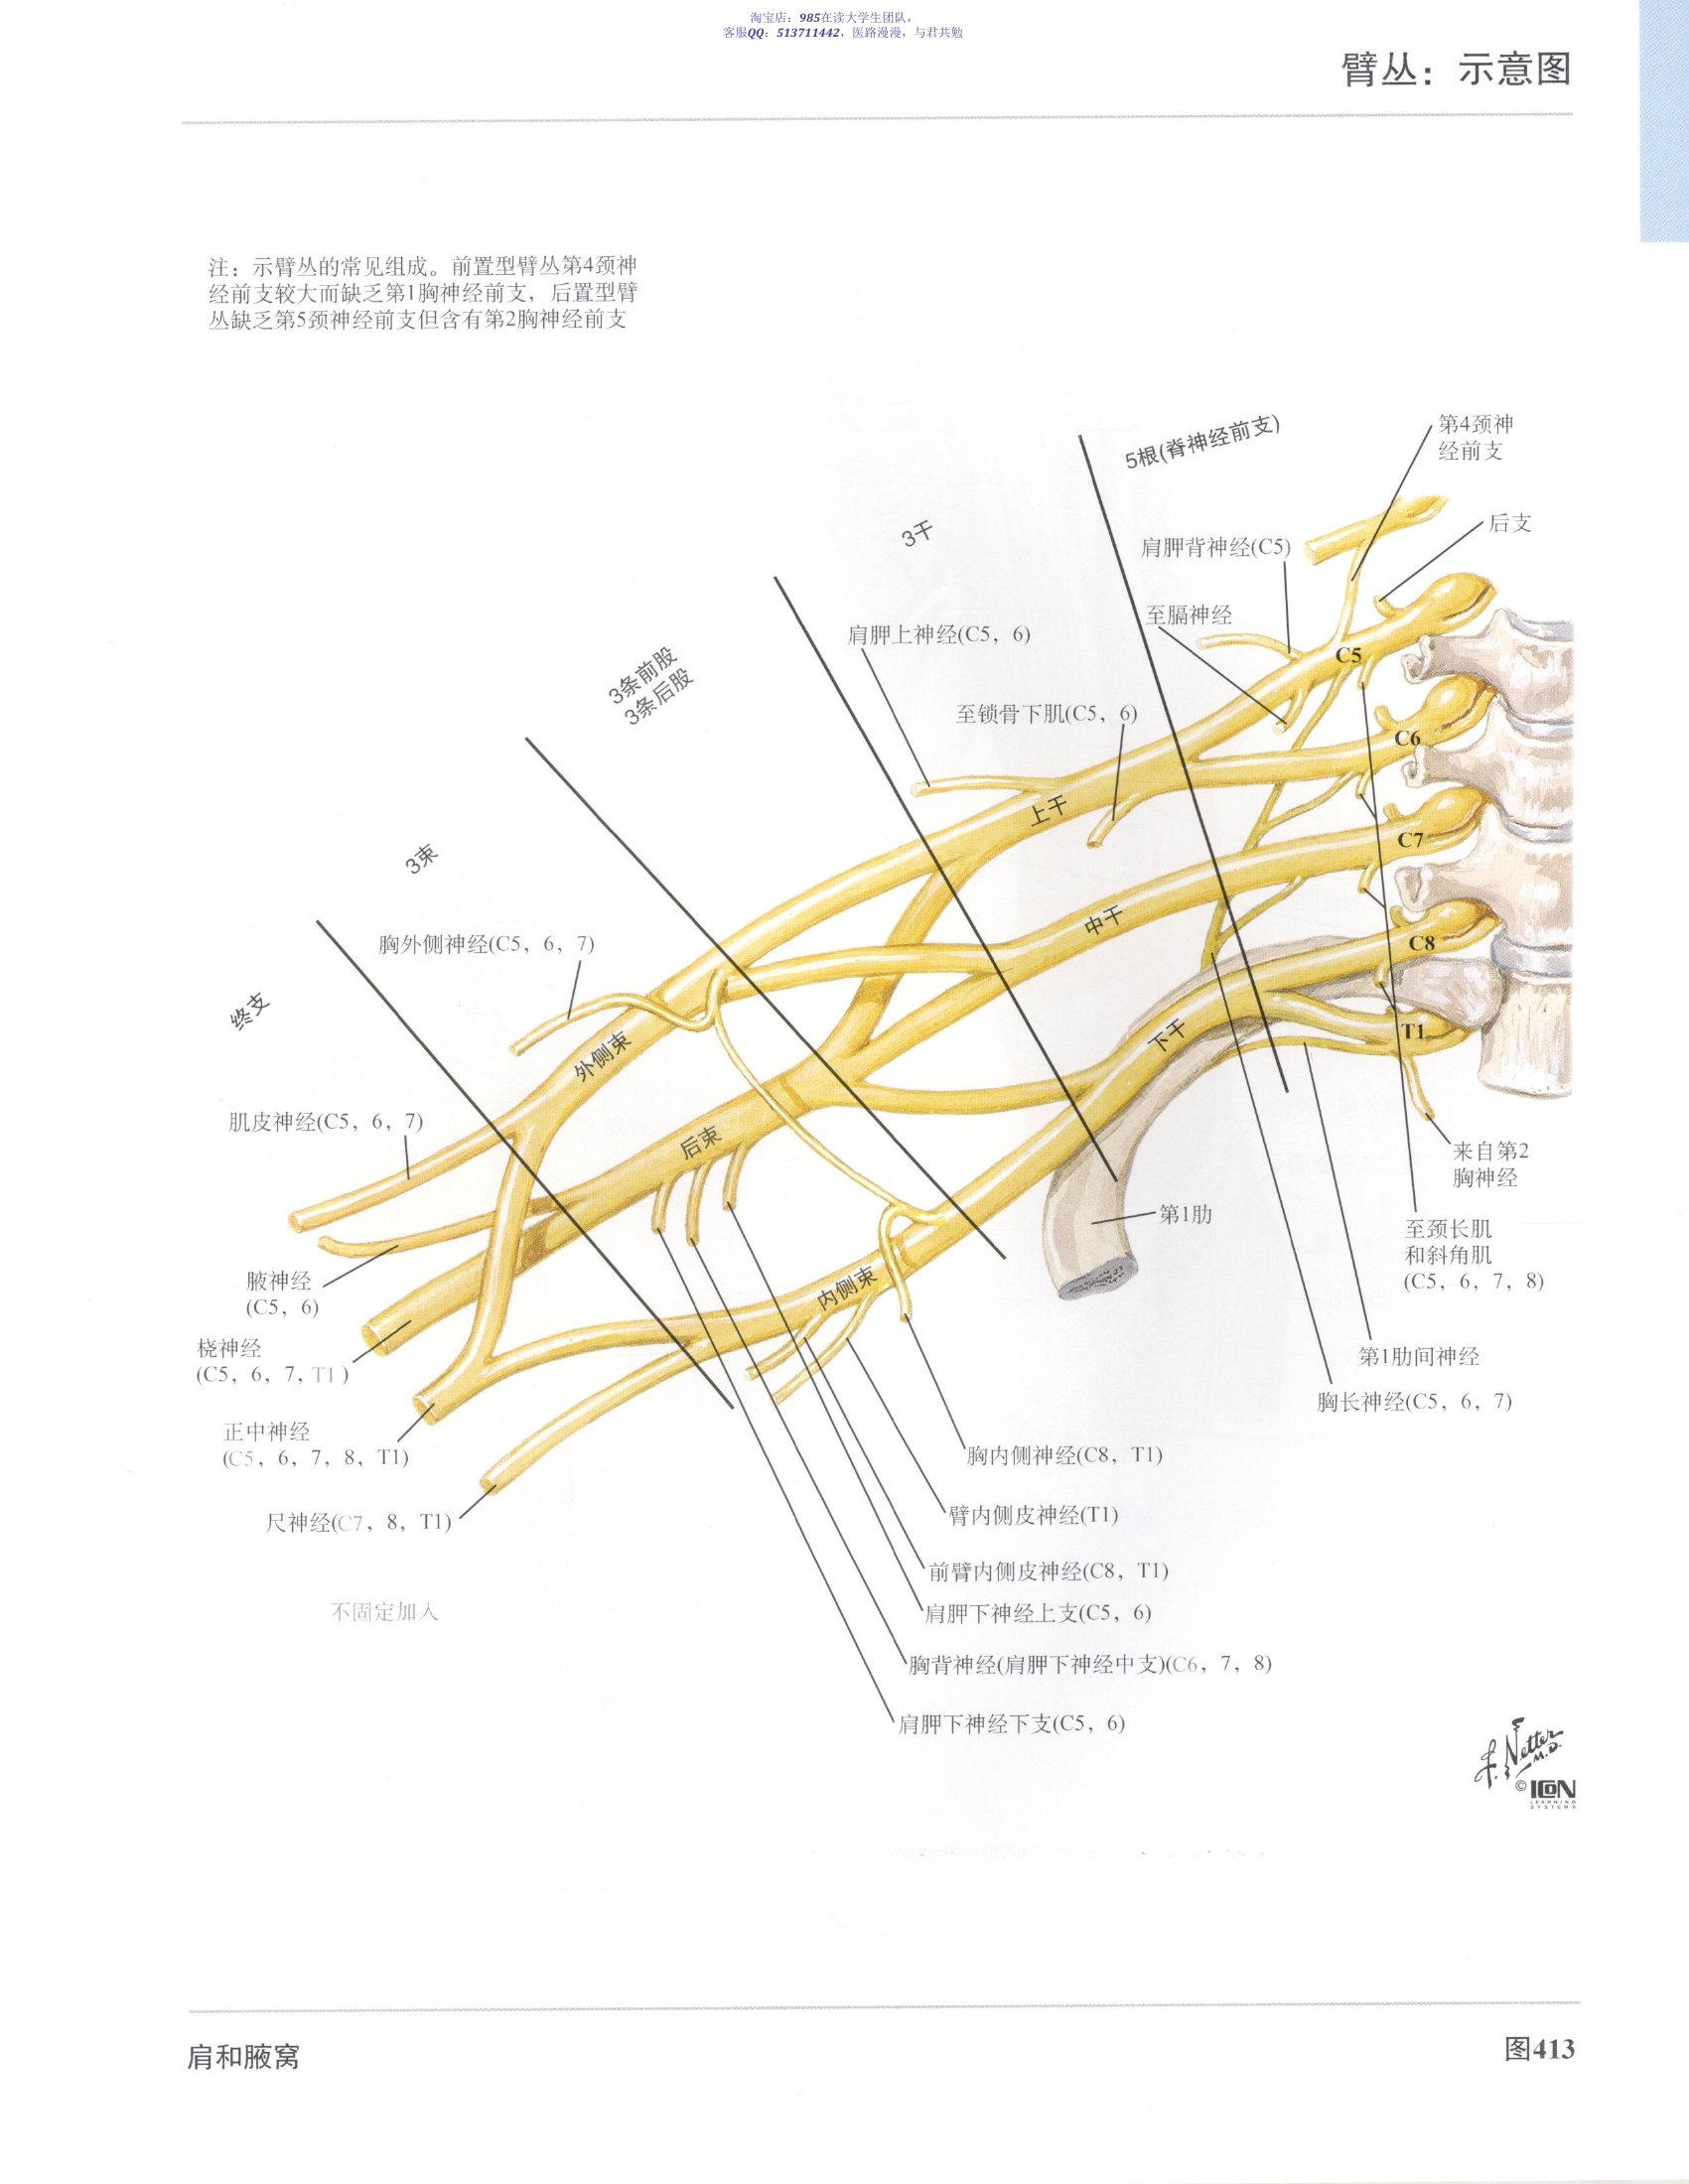 淘宝店：985在读大学生团队，
客服QQ：513711442，医路漫漫，与君共勉
臂丛：示意图
注：示臂丛的常见组成。前置型臂丛第4颈神
经前支较大而缺乏第1胸神经前支，后置型臂
丛缺乏第5颈神经前支但含有第2胸神经前支
5根(脊神经前支)
第4颈神
经前支
后支
3干
肩胛背神经(C5)
至膈神经
肩胛上神经(C5，6)
C5
3条前股
3条后股
至锁骨下肌(C5，6)
C6
上干
C7
3束
中干
C8
胸外侧神经(C5，6，7)
终支
外侧束
下干
T1
肌皮神经(C5，6，7)
后束
来自第2
胸神经
第1肋
至颈长肌
和斜角肌
(C5，6，7，8)
腋神经
(C5，6)
内侧束
桡神经
(C5，6，7，T1)
第1肋间神经
胸长神经(C5，6，7)
正中神经
(C5，6，7，8，T1)
胸内侧神经(C8，T1)
尺神经(C7，8，T1)
臂内侧皮神经(T1)
前臂内侧皮神经(C8，T1)
不固定加入
肩胛下神经上支(C5，6)
胸背神经(肩胛下神经中支)(C6，7，8)
肩胛下神经下支(C5，6)
F. Netter
M.D.
© ICON
LEARNING
SYSTEMS
肩和腋窝
图413